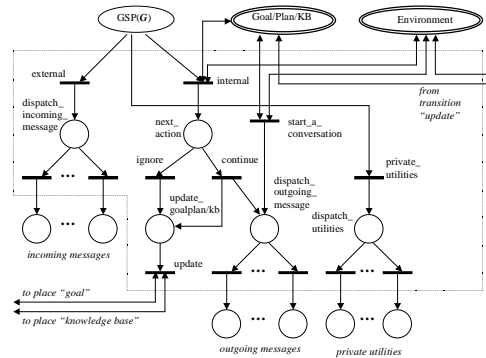 GSP(G)
Goal/Plan/KB
Environment
external
internal
from
transition
"update"
dispatch_
incoming_
message
next_
action
start_a_
conversation
ignore
continue
private_
utilities
update_
goalplan/kb
dispatch_
outgoing_
message
dispatch_
utilities
...
...
incoming messages
update
...
...
to place "goal"
to place "knowledge base"
...
...
outgoing messages
private utilities